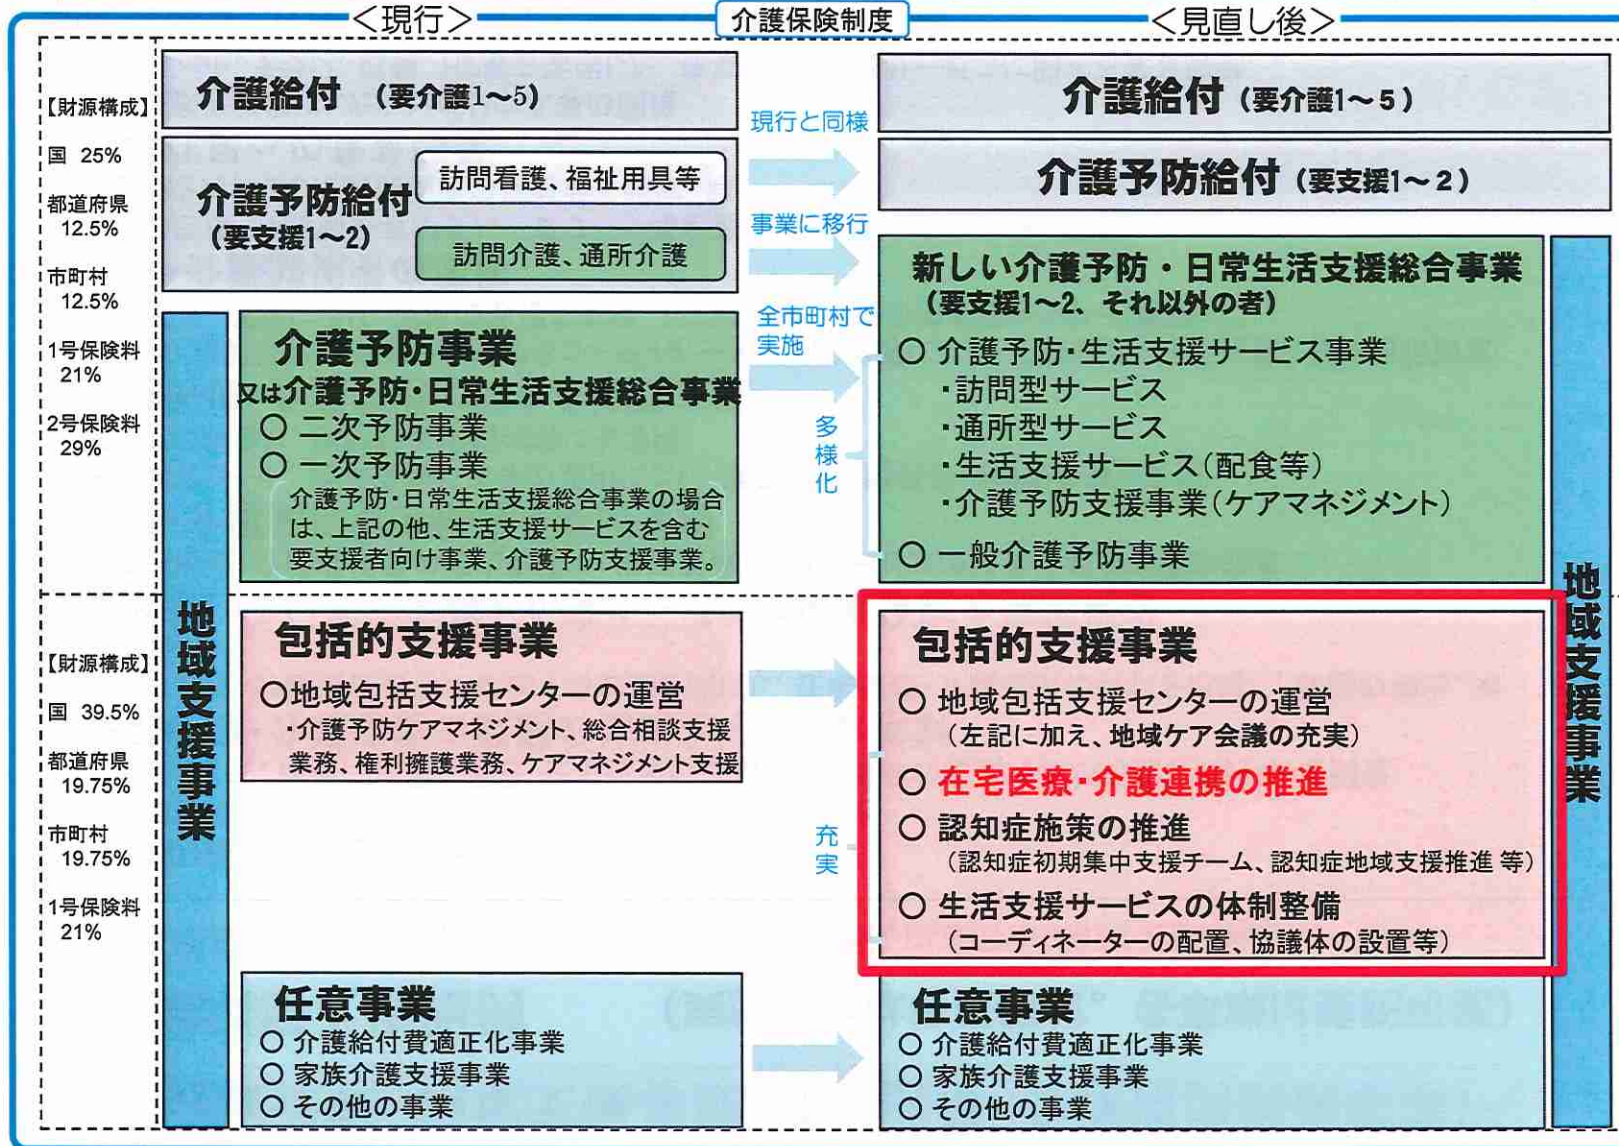 ＜現行＞
介護保険制度
＜見直し後＞
【財源構成】
国 25%
都道府県
12.5%
市町村
12.5%
1号保険料
21%
2号保険料
29%
介護給付 （要介護1～5）
介護予防給付
（要支援1～2）
訪問看護、福祉用具等
訪問介護、通所介護
現行と同様
事業に移行
全市町村で
実施
多様化
介護給付（要介護1～5）
介護予防給付（要支援1～2）
地域支援事業
介護予防事業
又は介護予防・日常生活支援総合事業
○ 二次予防事業
○ 一次予防事業
介護予防・日常生活支援総合事業の場合
は、上記の他、生活支援サービスを含む
要支援者向け事業、介護予防支援事業。
新しい介護予防・日常生活支援総合事業
（要支援1～2、それ以外の者）
○ 介護予防・生活支援サービス事業
・訪問型サービス
・通所型サービス
・生活支援サービス（配食等）
・介護予防支援事業（ケアマネジメント）
○ 一般介護予防事業
地域支援事業
【財源構成】
国 39.5%
都道府県
19.75%
市町村
19.75%
1号保険料
21%
包括的支援事業
○地域包括支援センターの運営
・介護予防ケアマネジメント、総合相談支援
業務、権利擁護業務、ケアマネジメント支援
充実
包括的支援事業
○ 地域包括支援センターの運営
（左記に加え、地域ケア会議の充実）
○ 在宅医療・介護連携の推進
○ 認知症施策の推進
（認知症初期集中支援チーム、認知症地域支援推進 等）
○ 生活支援サービスの体制整備
（コーディネーターの配置、協議体の設置等）
任意事業
○ 介護給付費適正化事業
○ 家族介護支援事業
○ その他の事業
任意事業
○ 介護給付費適正化事業
○ 家族介護支援事業
○ その他の事業